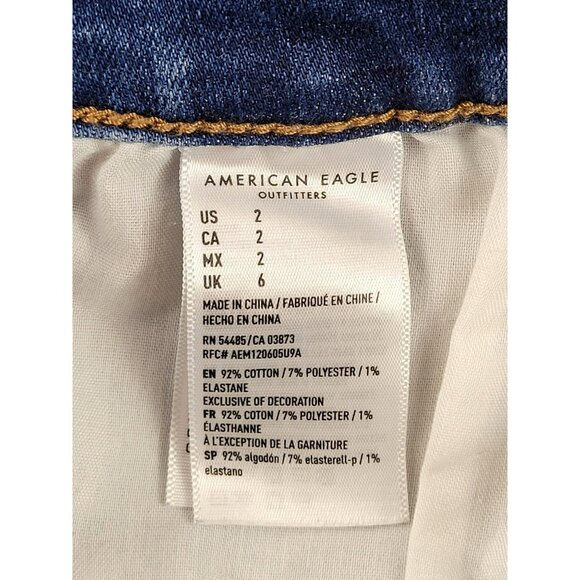 AMERICAN EAGLE
OUTFITTERS
US 2
CA 2
MX 2
UK 6
MADE IN CHINA / FABRIQUÉ EN CHINE /
HECHO EN CHINA
RN 54485/CA 03873
RFC# AEM120605U9A
EN 92% COTTON / 7% POLYESTER / 1%
ELASTANE
EXCLUSIVE OF DECORATION
FR 92% COTON / 7% POLYESTER / 1%
ÉLASTHANNE
À L'EXCEPTION DE LA GARNITURE
SP 92% algodón / 7% elasterell-p / 1%
elastano